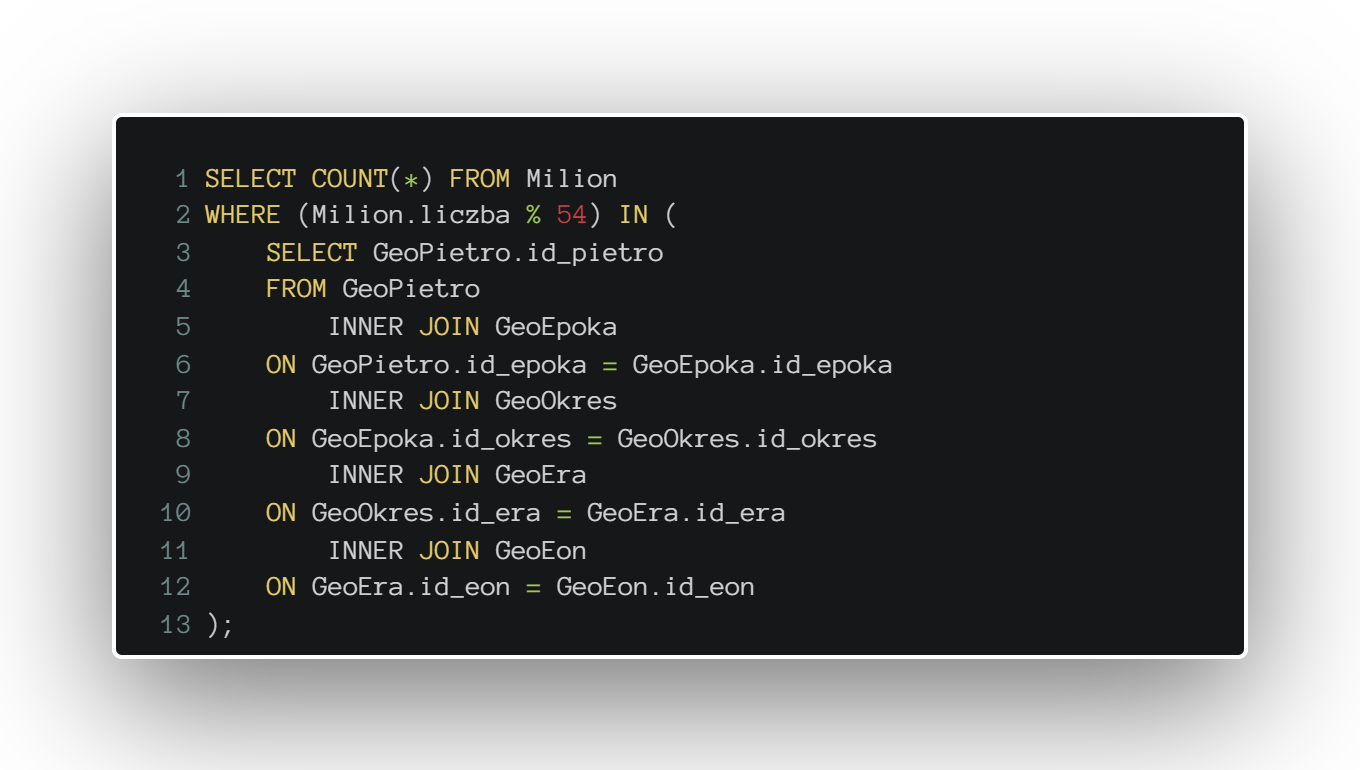 1 SELECT COUNT(*) FROM Milion
2 WHERE (Milion.liczba % 54) IN (
3     SELECT GeoPietro.id_pietro
4     FROM GeoPietro
5         INNER JOIN GeoEpoka
6     ON GeoPietro.id_epoka = GeoEpoka.id_epoka
7         INNER JOIN GeoOkres
8     ON GeoEpoka.id_okres = GeoOkres.id_okres
9         INNER JOIN GeoEra
10     ON GeoOkres.id_era = GeoEra.id_era
11         INNER JOIN GeoEon
12     ON GeoEra.id_eon = GeoEon.id_eon
13 );